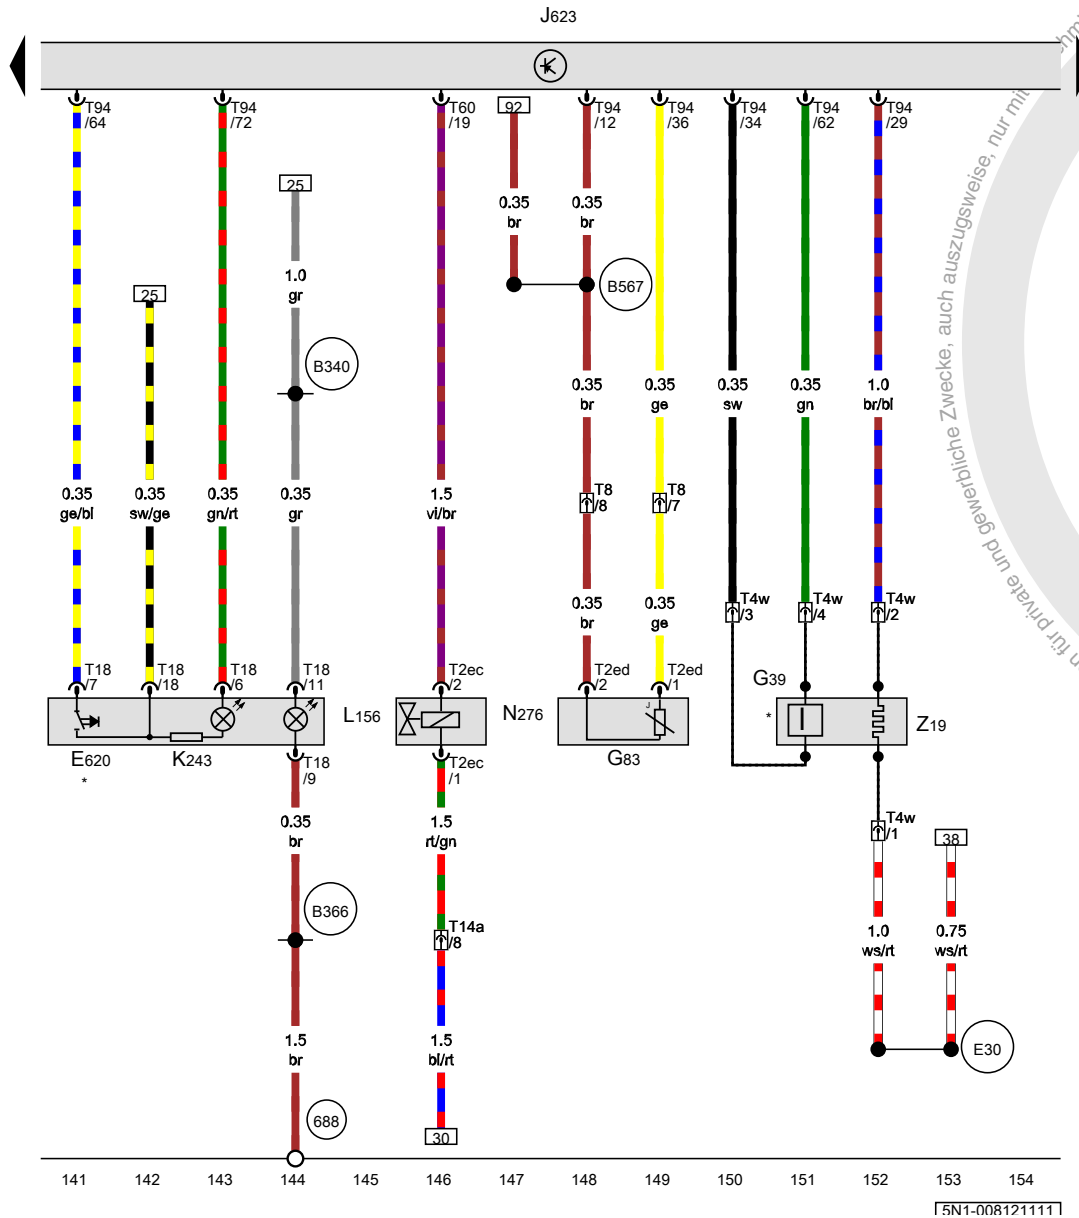 J623
T94
/64
T94
/72
T60
/19
92
T94
/12
T94
/36
T94
/34
T94
/62
T94
/29
25
0.35
br
0.35
br
1.0
gr
B567
25
B340
0.35
br
0.35
ge
0.35
sw
0.35
gn
1.0
br/bl
0.35
ge/bl
0.35
sw/ge
0.35
gn/rt
0.35
gr
1.5
vi/br
T8
/8
T8
/7
0.35
br
0.35
ge
T4w
/3
T4w
/4
T4w
/2
T18
/7
T18
/18
T18
/6
T18
/11
T2ec
/2
T2ed
/2
T2ed
/1
G39
L156
N276
J
*
Z19
E620
*
K243
T18
/9
T2ec
/1
G83
0.35
br
1.5
rt/gn
T4w
/1
38
B366
T14a
/8
1.0
ws/rt
0.75
ws/rt
1.5
br
1.5
bl/rt
E30
688
30
141 142 143 144 145 146 147 148 149 150 151 152 153 154
5N1-008121111
n für private und gewerbliche Zwecke, auch auszugsweise, nur mit